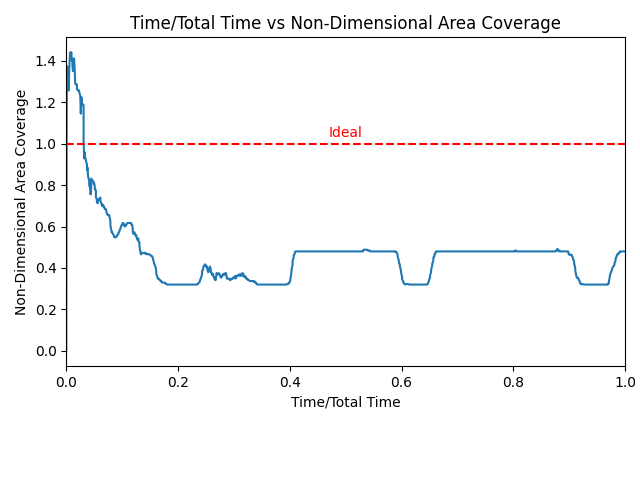 Time/Total Time vs Non-Dimensional Area Coverage
1.4
1.2
1.0
0.8
0.6
0.4
0.2
0.0
Non-Dimensional Area Coverage
Ideal
0.0 0.2 0.4 0.6 0.8 1.0
Time/Total Time